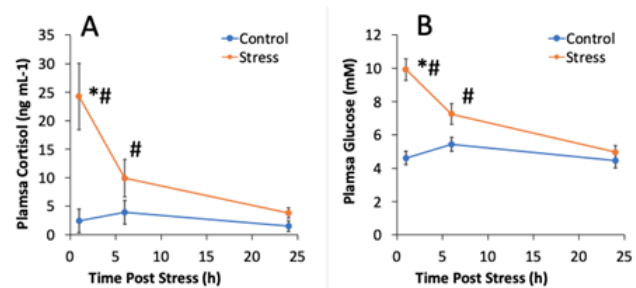 A
Control
Stress
Plamsa Cortisol (ng mL-1)
35
30
25
20
15
10
5
0
*#
#
0 5 10 15 20 25
Time Post Stress (h)
B
Control
Stress
Plamsa Glucose (mM)
12
10
8
6
4
2
0
*#
#
0 5 10 15 20 25
Time Post Stress (h)